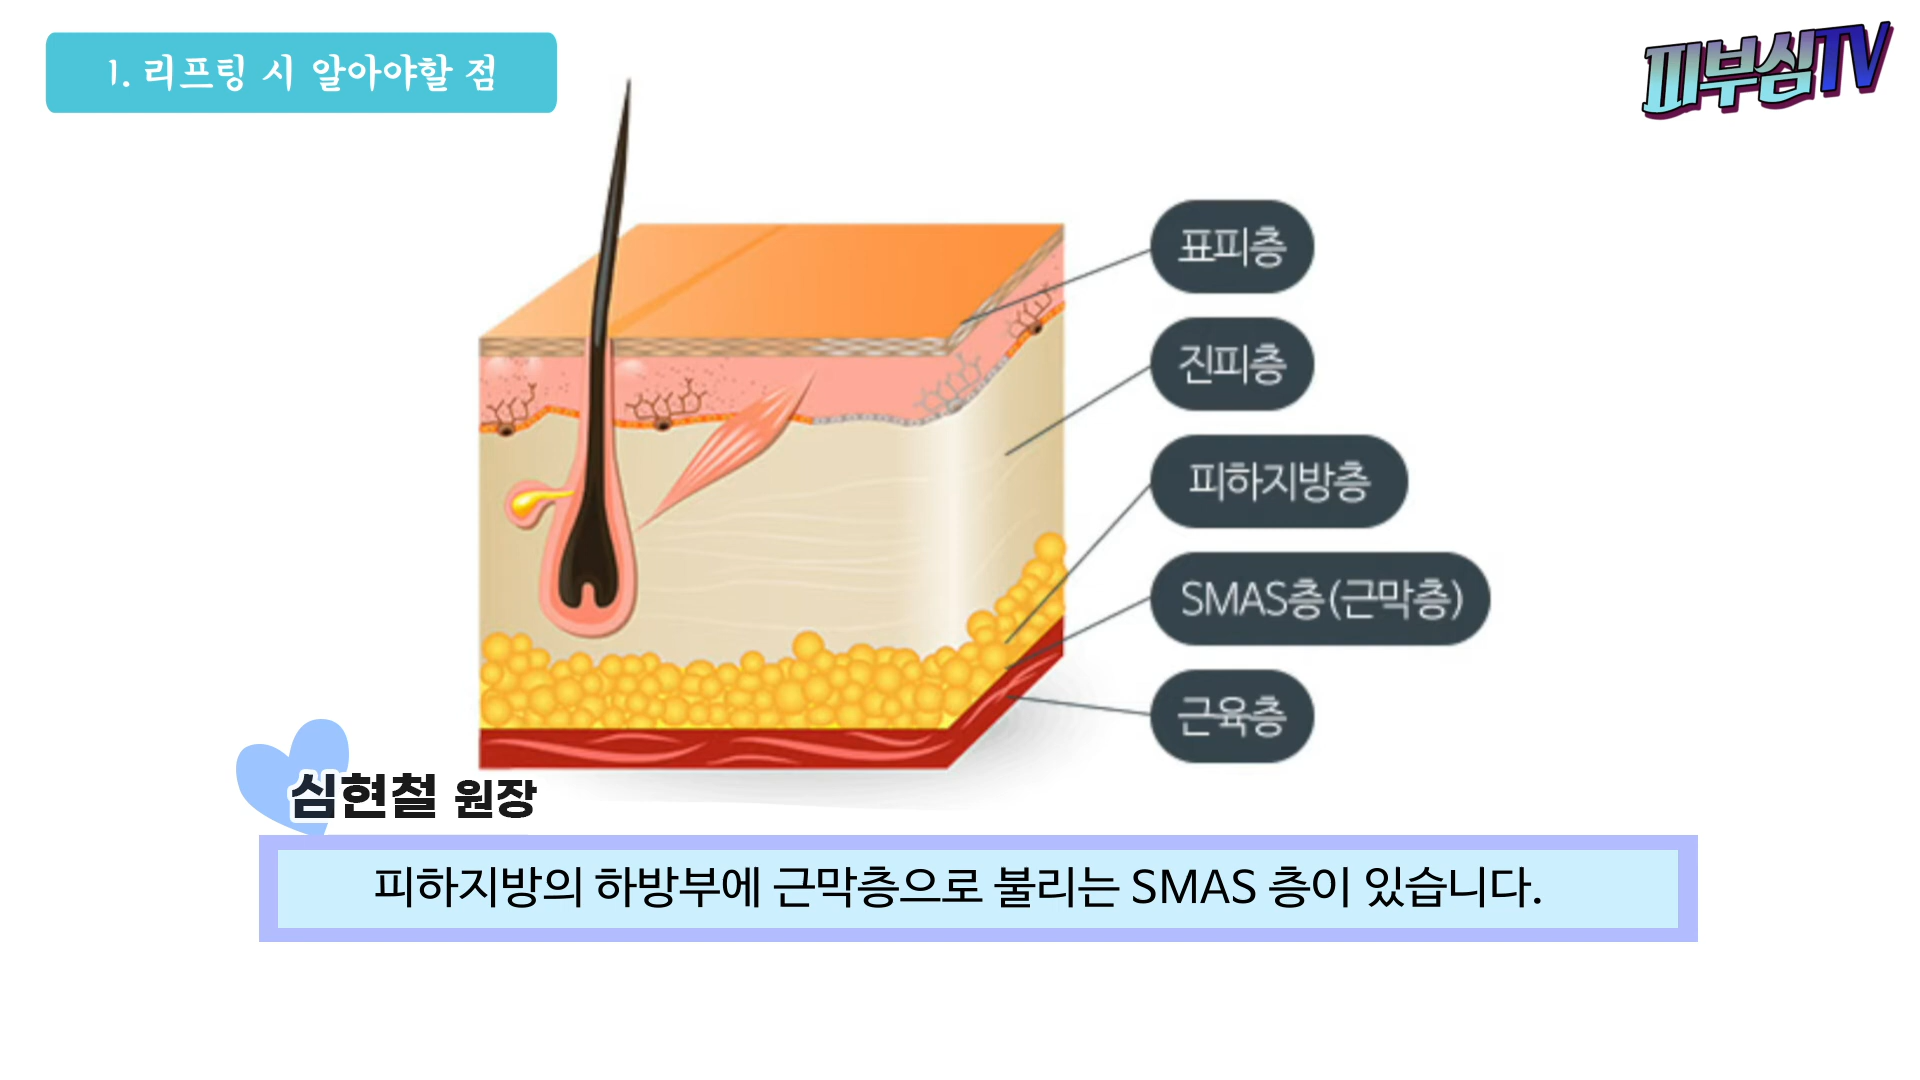 1. 리프팅 시 알아야할 점
피부심TV
표피층
진피층
피하지방층
SMAS층(근막층)
근육층
심현철 원장
피하지방의 하방부에 근막층으로 불리는 SMAS 층이 있습니다.